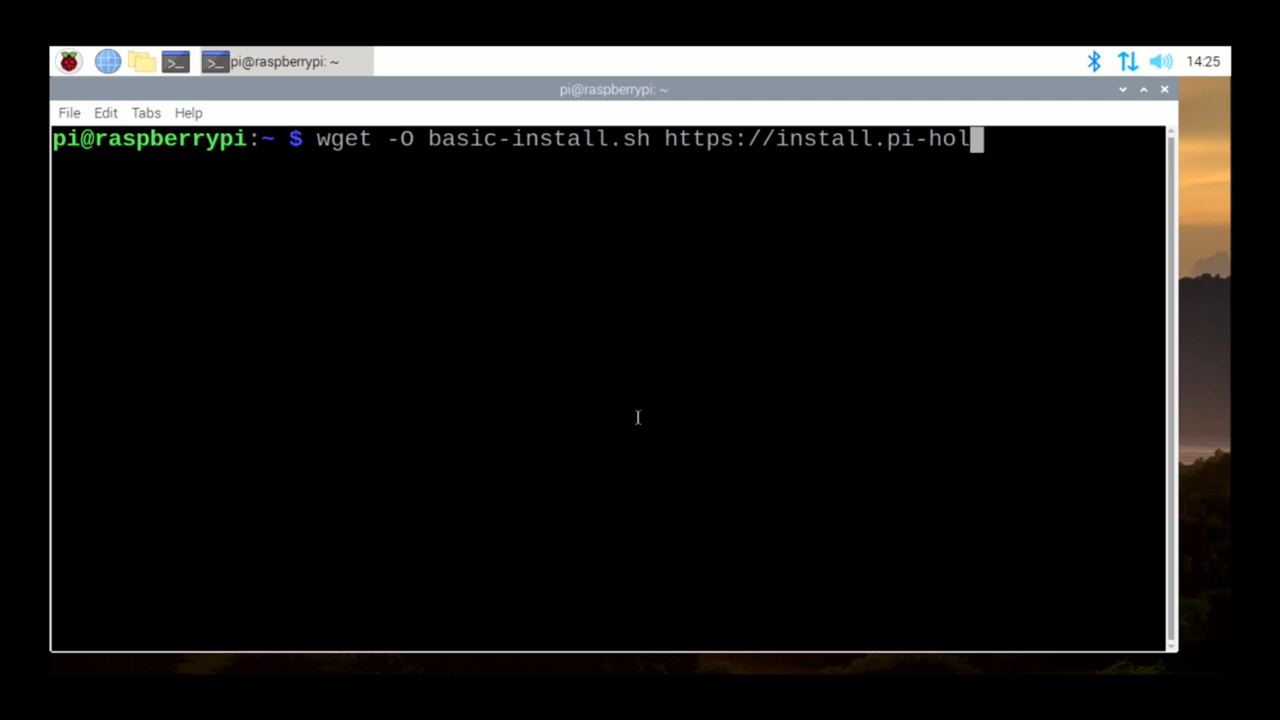 pi@raspberrypi: ~ 14:25
pi@raspberrypi: ~
File Edit Tabs Help
pi@raspberrypi:~ $ wget -O basic-install.sh https://install.pi-hol